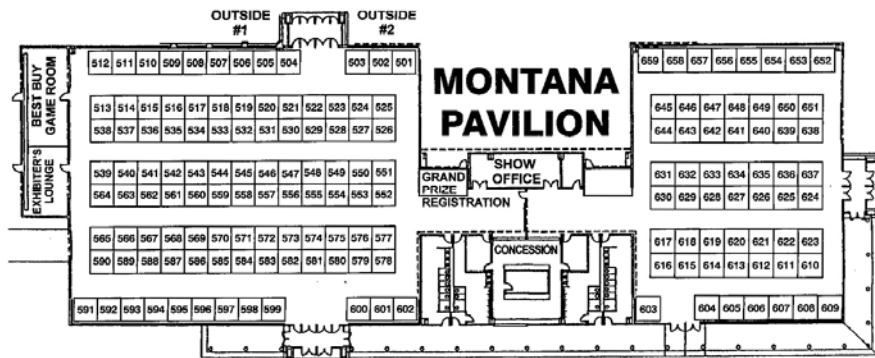 OUTSIDE #1
OUTSIDE #2
512 511 510 509 508 507 506 505 504
503 502 501
659 658 657 656 655 654 653 652
MONTANA
PAVILION
BEST BUY
GAME ROOM
513 514 515 516 517 518 519 520 521 522 523 524 525
538 537 536 535 534 533 532 531 530 529 528 527 526
645 646 647 648 649 650 651
644 643 642 641 640 639 638
EXHIBITER'S
LOUNGE
539 540 541 542 543 544 545 546 547 548 549 550 551
564 563 562 561 560 559 558 557 556 555 554 553 552
GRAND
PRIZE
REGISTRATION
SHOW
OFFICE
631 632 633 634 635 636 637
630 629 628 627 626 625 624
565 566 567 568 569 570 571 572 573 574 575 576 577
590 589 588 587 586 585 584 583 582 581 580 579 578
CONCESSION
617 618 619 620 621 622 623
616 615 614 613 612 611 610
591 592 593 594 595 596 597 598 599
600 601 602
603
604 605 606 607 608 609